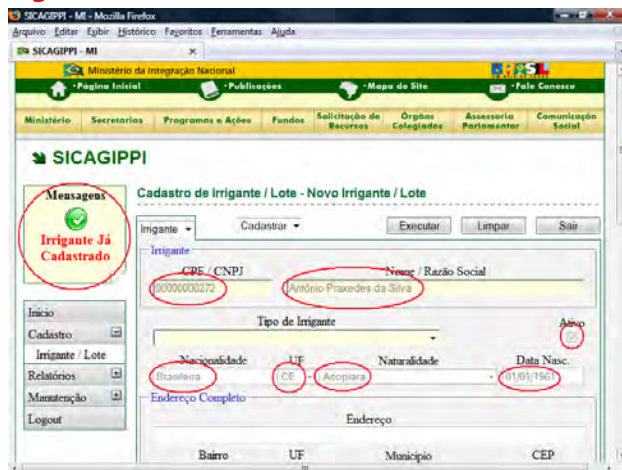 SICAGIPPI - MI - Mozilla Firefox
Arquivo Editar Exibir Histórico Favoritos Ferramentas Ajuda
SICAGIPPI - MI
Ministério da Integração Nacional
Página Inicial Publicações Mapa do Site Fale Conosco
Ministério Secretarias Programas e Ações Fundos Solicitação de Recursos Órgãos Colegiados Assessoria Parlamentar Comunicação Social
SICAGIPPI
Mensagens
Irrigante Já
Cadastrado
Início
Cadastro
Irrigante / Lote
Relatórios
Manutenção
Logout
Cadastro de Irrigante / Lote - Novo Irrigante / Lote
Irrigante Cadastrar Executar Limpar Sair
Irrigante
CPF / CNPJ Nome / Razão Social
00000000272 Antônio Praxedes da Silva
Tipo de Irrigante Ativo
Nacionalidade UF Naturalidade Data Nasc.
Brasileira CE - Acopiara - 01/01/1961
Endereço Completo
Endereço
Bairro UF Município CEP